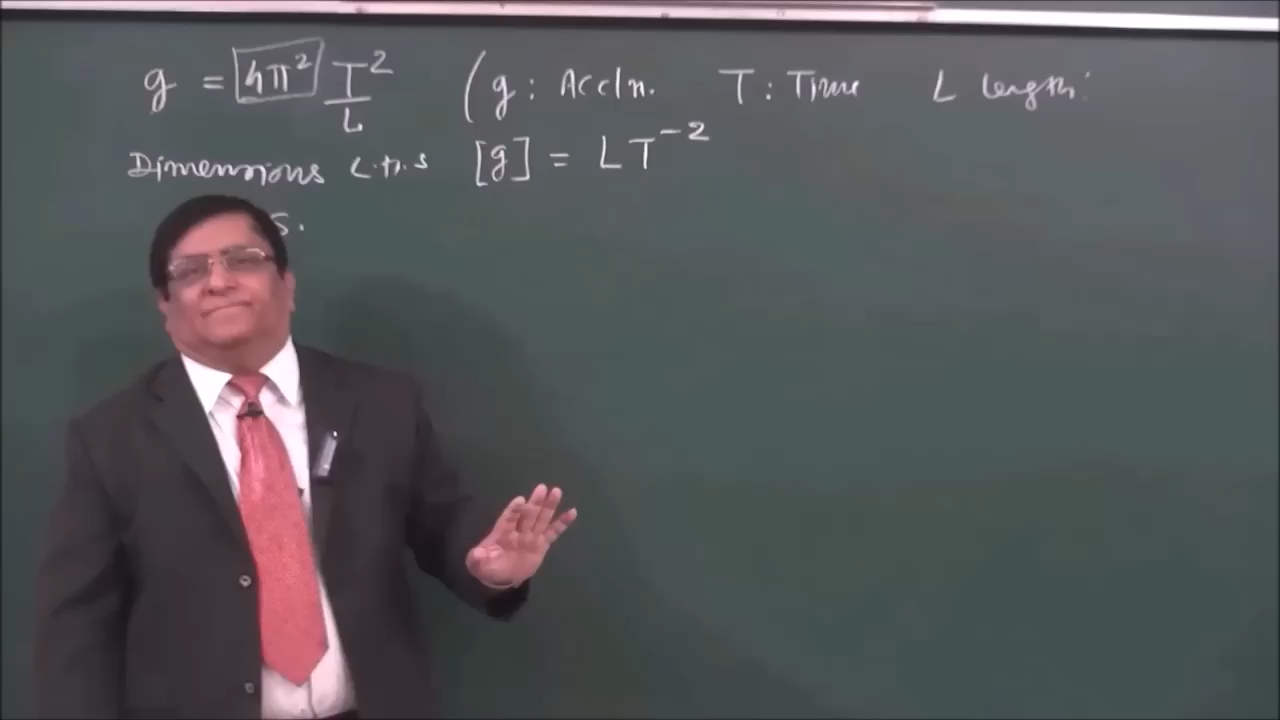 g = 4π² T²/L (g : Accln. T : Time L length:
Dimensions L.H.S [g] = LT⁻²
S.